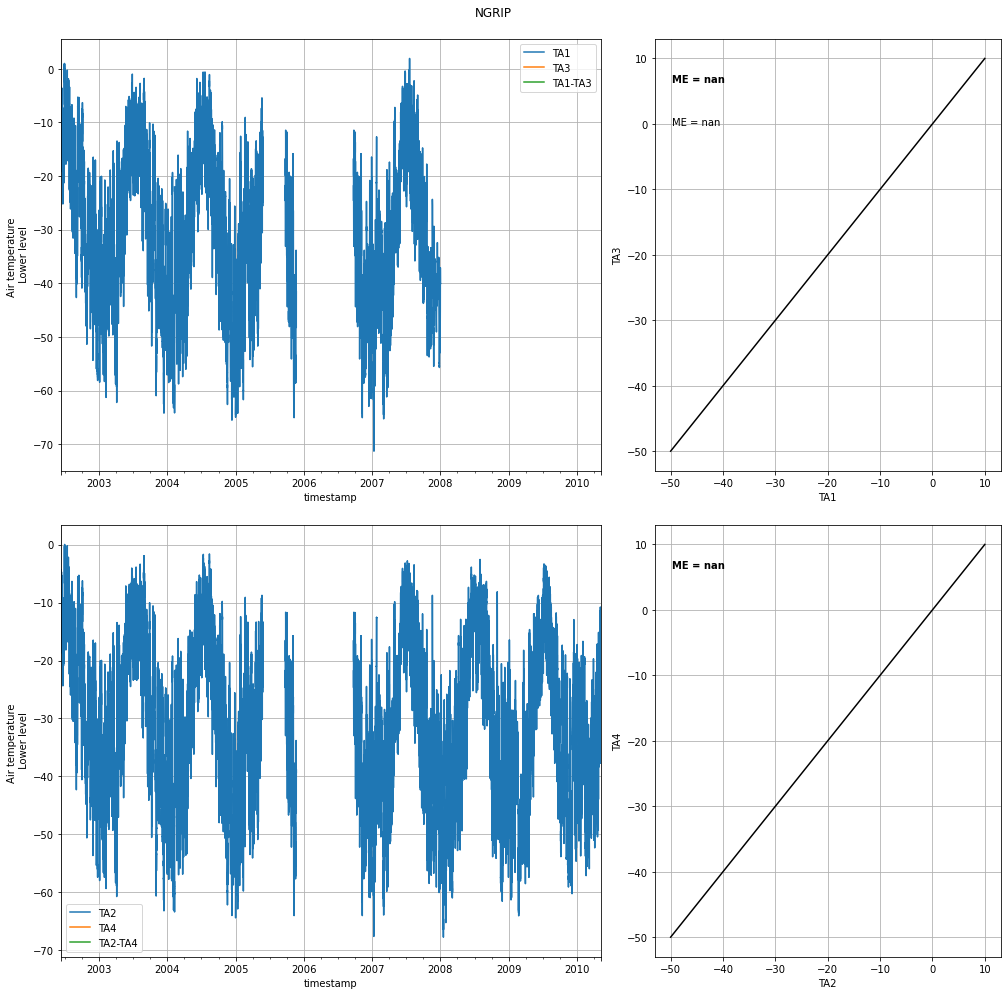 NGRIP
0
−10
−20
−30
−40
−50
−60
−70
Air temperature
Lower level
TA1
TA3
TA1-TA3
2003 2004 2005 2006 2007 2008 2009 2010
timestamp
10
0
−10
−20
−30
−40
−50
TA3
ME = nan
ME = nan
−50 −40 −30 −20 −10 0 10
TA1
0
−10
−20
−30
−40
−50
−60
−70
Air temperature
Lower level
TA2
TA4
TA2-TA4
2003 2004 2005 2006 2007 2008 2009 2010
timestamp
10
0
−10
−20
−30
−40
−50
TA4
ME = nan
−50 −40 −30 −20 −10 0 10
TA2